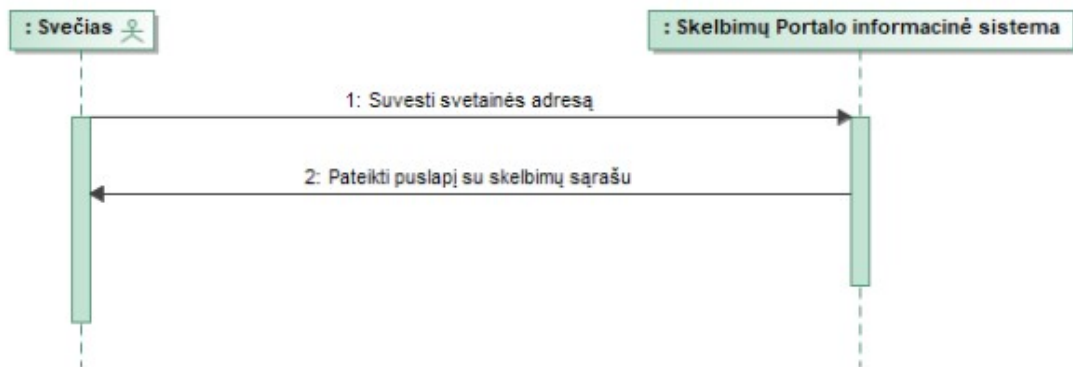 : Svečias
: Skelbimų Portalo informacinė sistema
1: Suvesti svetainės adresą
2: Pateikti puslapį su skelbimų sąrašu